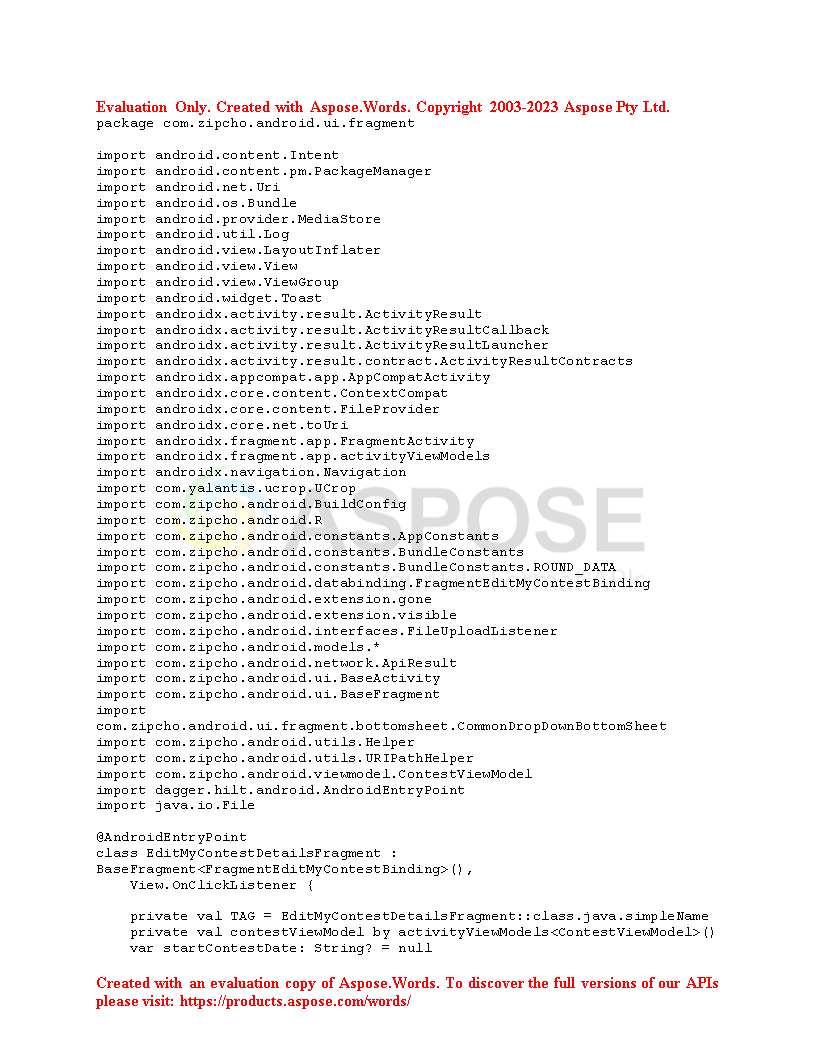 Evaluation Only. Created with Aspose.Words. Copyright 2003-2023 Aspose Pty Ltd.
package com.zipcho.android.ui.fragment

import android.content.Intent
import android.content.pm.PackageManager
import android.net.Uri
import android.os.Bundle
import android.provider.MediaStore
import android.util.Log
import android.view.LayoutInflater
import android.view.View
import android.view.ViewGroup
import android.widget.Toast
import androidx.activity.result.ActivityResult
import androidx.activity.result.ActivityResultCallback
import androidx.activity.result.ActivityResultLauncher
import androidx.activity.result.contract.ActivityResultContracts
import androidx.appcompat.app.AppCompatActivity
import androidx.core.content.ContextCompat
import androidx.core.content.FileProvider
import androidx.core.net.toUri
import androidx.fragment.app.FragmentActivity
import androidx.fragment.app.activityViewModels
import androidx.navigation.Navigation
import com.yalantis.ucrop.UCrop
import com.zipcho.android.BuildConfig
import com.zipcho.android.R
ASPOSE
import com.zipcho.android.constants.AppConstants
import com.zipcho.android.constants.BundleConstants
import com.zipcho.android.constants.BundleConstants.ROUND_DATA
import com.zipcho.android.databinding.FragmentEditMyContestBinding
import com.zipcho.android.extension.gone
import com.zipcho.android.extension.visible
import com.zipcho.android.interfaces.FileUploadListener
import com.zipcho.android.models.*
import com.zipcho.android.network.ApiResult
import com.zipcho.android.ui.BaseActivity
import com.zipcho.android.ui.BaseFragment
import
com.zipcho.android.ui.fragment.bottomsheet.CommonDropDownBottomSheet
import com.zipcho.android.utils.Helper
import com.zipcho.android.utils.URIPathHelper
import com.zipcho.android.viewmodel.ContestViewModel
import dagger.hilt.android.AndroidEntryPoint
import java.io.File

@AndroidEntryPoint
class EditMyContestDetailsFragment :
BaseFragment<FragmentEditMyContestBinding>(),
    View.OnClickListener {

    private val TAG = EditMyContestDetailsFragment::class.java.simpleName
    private val contestViewModel by activityViewModels<ContestViewModel>()
    var startContestDate: String? = null

Created with an evaluation copy of Aspose.Words. To discover the full versions of our APIs
please visit: https://products.aspose.com/words/